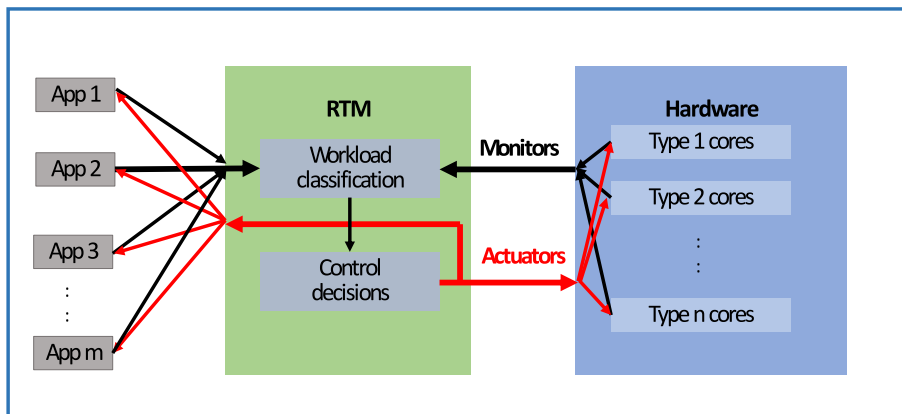 App 1
App 2
App 3
:
:
App m
RTM
Workload
classification
Control
decisions
Monitors
Actuators
Hardware
Type 1 cores
Type 2 cores
:
:
Type n cores